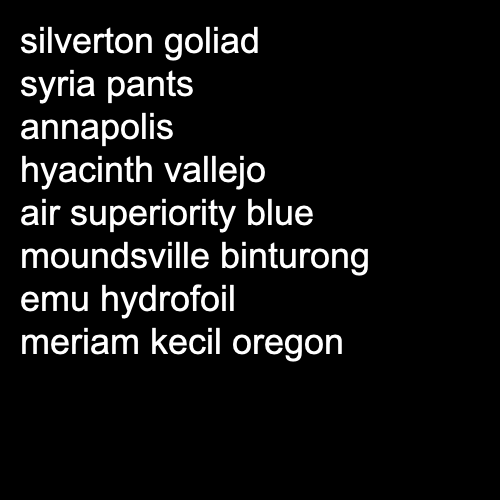 silverton goliad
syria pants
annapolis
hyacinth vallejo
air superiority blue
moundsville binturong
emu hydrofoil
meriam kecil oregon